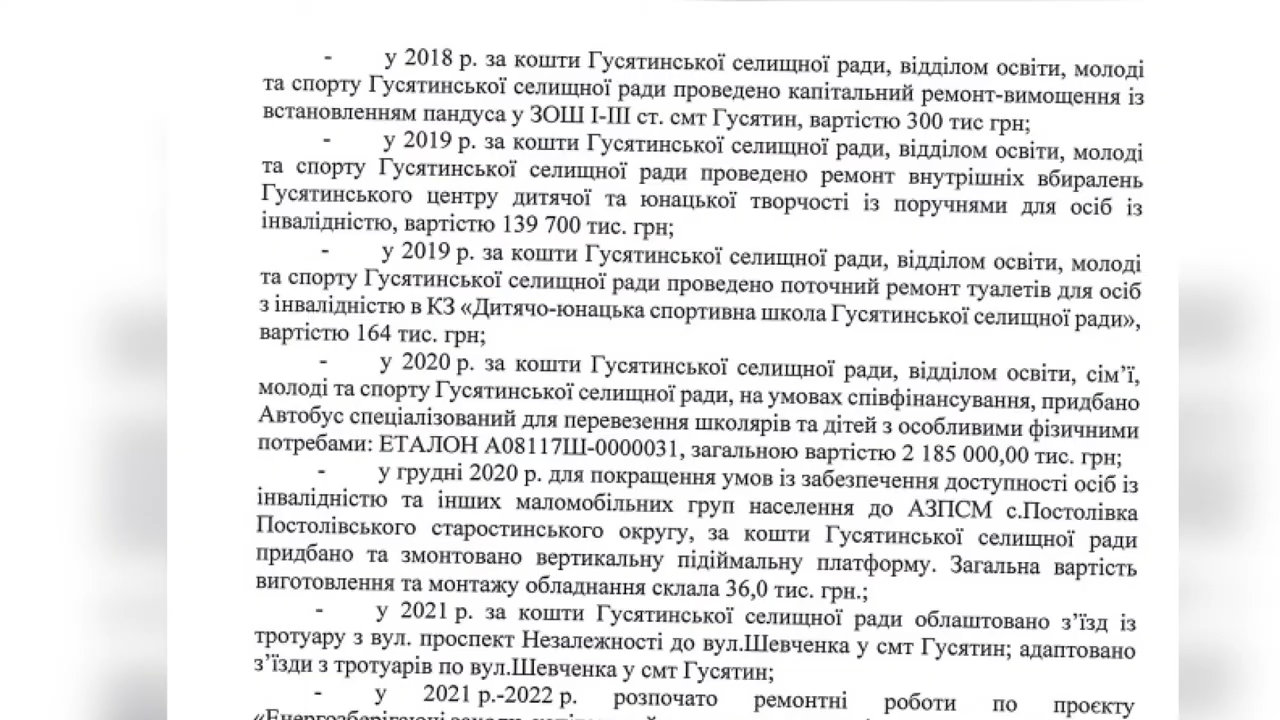 - у 2018 р. за кошти Гусятинської селищної ради, відділом освіти, молоді
та спорту Гусятинської селищної ради проведено капітальний ремонт-вимощення із
встановленням пандуса у ЗОШ І-ІІІ ст. смт Гусятин, вартістю 300 тис грн;
- у 2019 р. за кошти Гусятинської селищної ради, відділом освіти, молоді
та спорту Гусятинської селищної ради проведено ремонт внутрішніх вбиралень
Гусятинського центру дитячої та юнацької творчості із поручнями для осіб із
інвалідністю, вартістю 139 700 тис. грн;
- у 2019 р. за кошти Гусятинської селищної ради, відділом освіти, молоді
та спорту Гусятинської селищної ради проведено поточний ремонт туалетів для осіб
з інвалідністю в КЗ «Дитячо-юнацька спортивна школа Гусятинської селищної ради»,
вартістю 164 тис. грн;
- у 2020 р. за кошти Гусятинської селищної ради, відділом освіти, сім’ї,
молоді та спорту Гусятинської селищної ради, на умовах співфінансування, придбано
Автобус спеціалізований для перевезення школярів та дітей з особливими фізичними
потребами: ЕТАЛОН А08117Ш-0000031, загальною вартістю 2 185 000,00 тис. грн;
- у грудні 2020 р. для покращення умов із забезпечення доступності осіб із
інвалідністю та інших маломобільних груп населення до АЗПСМ с.Постолівка
Постолівського старостинського округу, за кошти Гусятинської селищної ради
придбано та змонтовано вертикальну підіймальну платформу. Загальна вартість
виготовлення та монтажу обладнання склала 36,0 тис. грн.;
- у 2021 р. за кошти Гусятинської селищної ради облаштовано з’їзд із
тротуару з вул. проспект Незалежності до вул.Шевченка у смт Гусятин; адаптовано
з’їзди з тротуарів по вул.Шевченка у смт Гусятин;
- у 2021 р.-2022 р. розпочато ремонтні роботи по проєкту
«Енергозберігаючі заходи